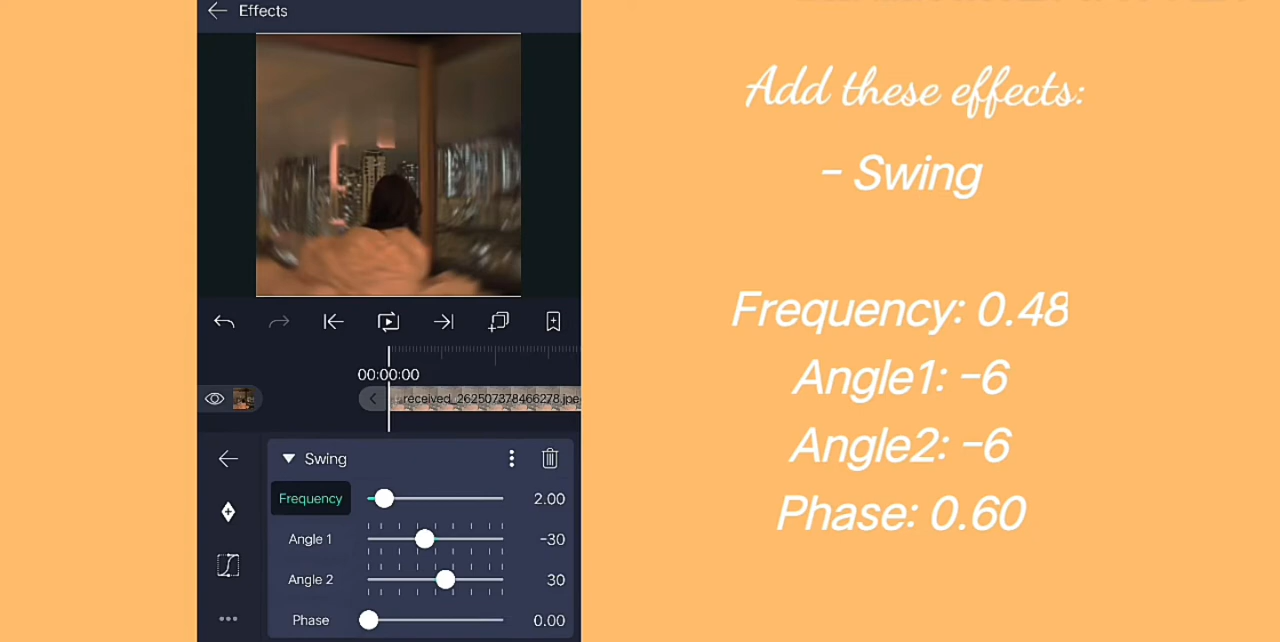 Effects
00:00:00
received_262507378466278.jpe
Swing
Frequency 2.00
Angle 1 -30
Angle 2 30
Phase 0.00
Add these effects:
- Swing
Frequency: 0.48
Angle1: -6
Angle2: -6
Phase: 0.60